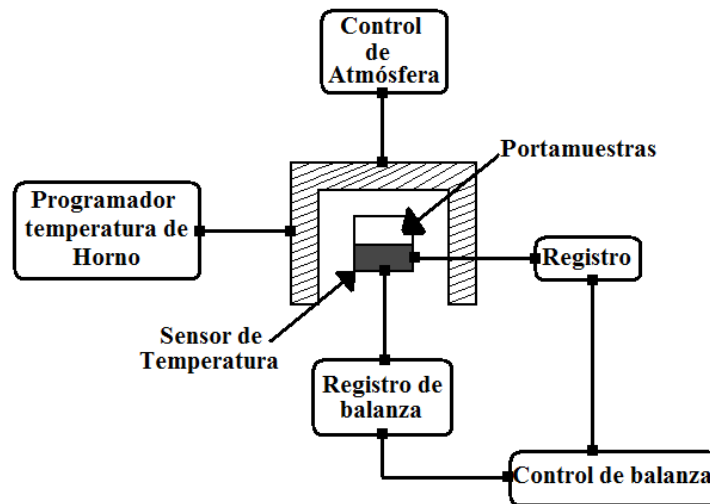 Control
de
Atmósfera
Portamuestras
Programador
temperatura de
Horno
Registro
Sensor de
Temperatura
Registro de
balanza
Control de balanza